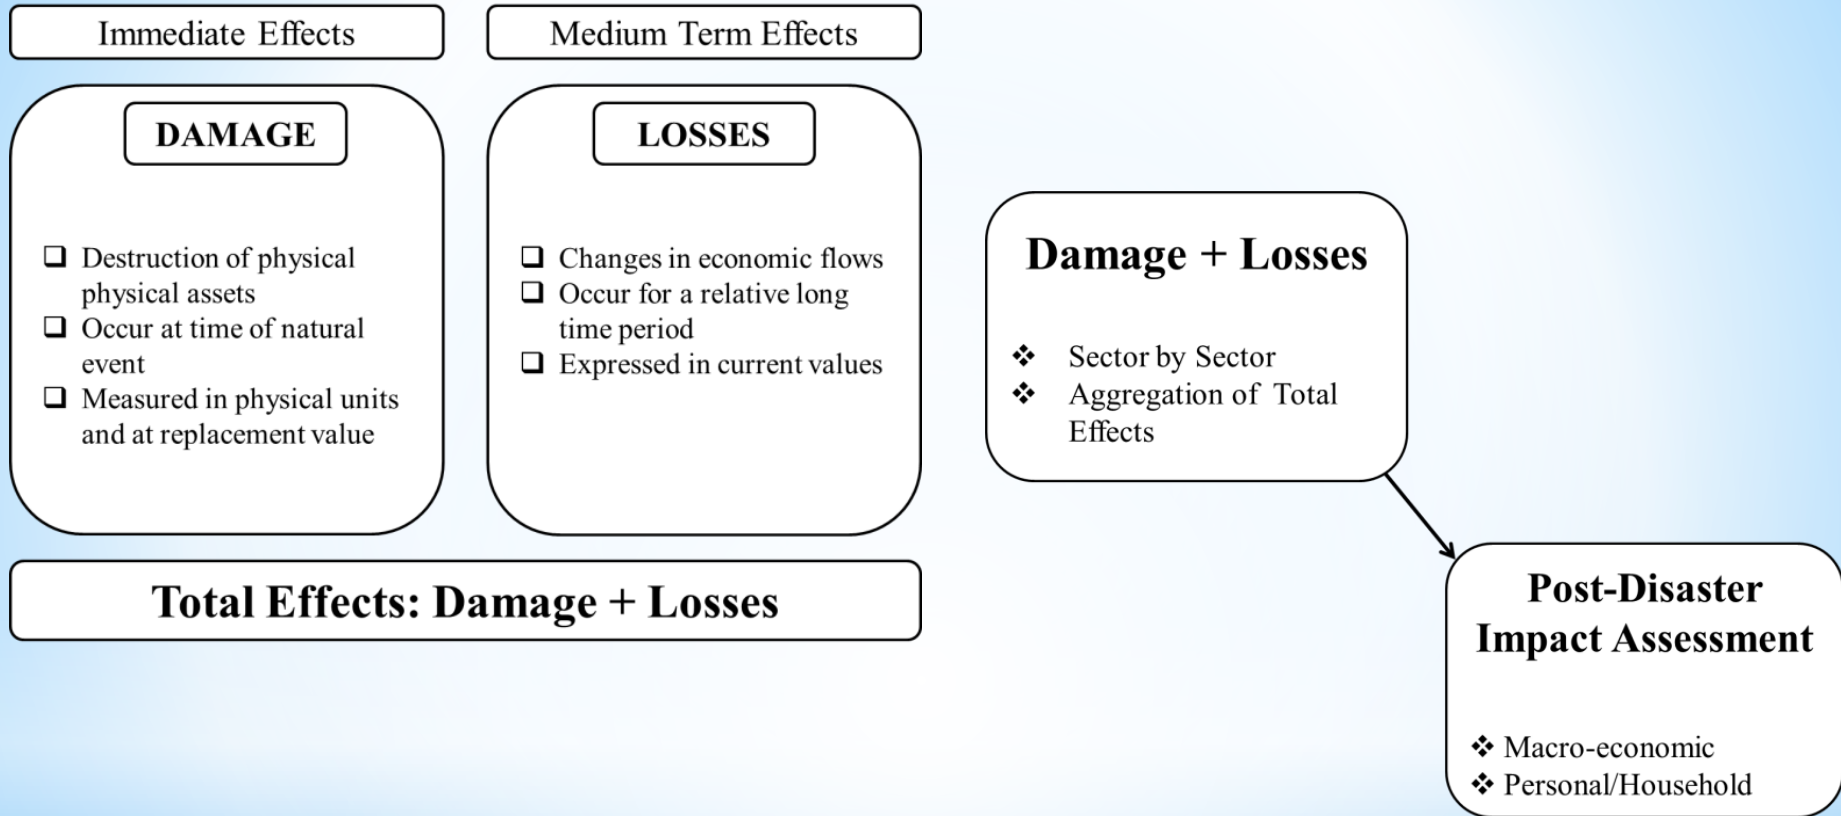 Immediate Effects
DAMAGE
❑ Destruction of physical
physical assets
❑ Occur at time of natural
event
❑ Measured in physical units
and at replacement value
Medium Term Effects
LOSSES
❑ Changes in economic flows
❑ Occur for a relative long
time period
❑ Expressed in current values
Total Effects: Damage + Losses
Damage + Losses
❖ Sector by Sector
❖ Aggregation of Total
Effects
Post-Disaster
Impact Assessment
❖ Macro-economic
❖ Personal/Household